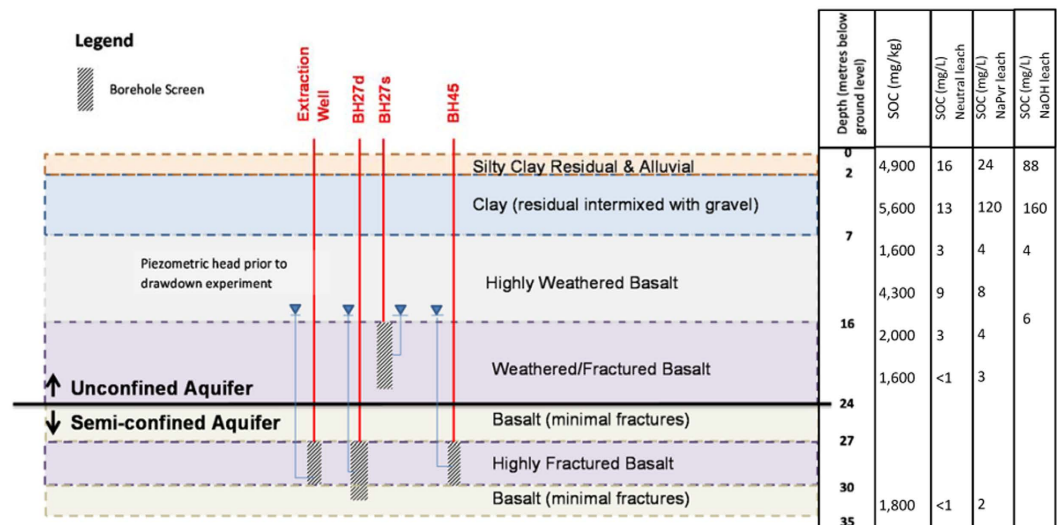 Legend
Borehole Screen
Extraction
Well
BH27d
BH27s
BH45
Silty Clay Residual & Alluvial
Clay (residual intermixed with gravel)
Piezometric head prior to
drawdown experiment
Highly Weathered Basalt
Weathered/Fractured Basalt
Unconfined Aquifer
Semi-confined Aquifer
Basalt (minimal fractures)
Highly Fractured Basalt
Basalt (minimal fractures)
Depth (metres below
ground level)
SOC (mg/kg)
SOC (mg/L)
Neutral leach
SOC (mg/L)
NaPyr leach
SOC (mg/L)
NaOH leach
0
4,900 16 24 88
2
5,600 13 120 160
7
1,600 3 4 4
4,300 9 8
6
16
2,000 3 4
1,600 <1 3
24
27
30
1,800 <1 2
35